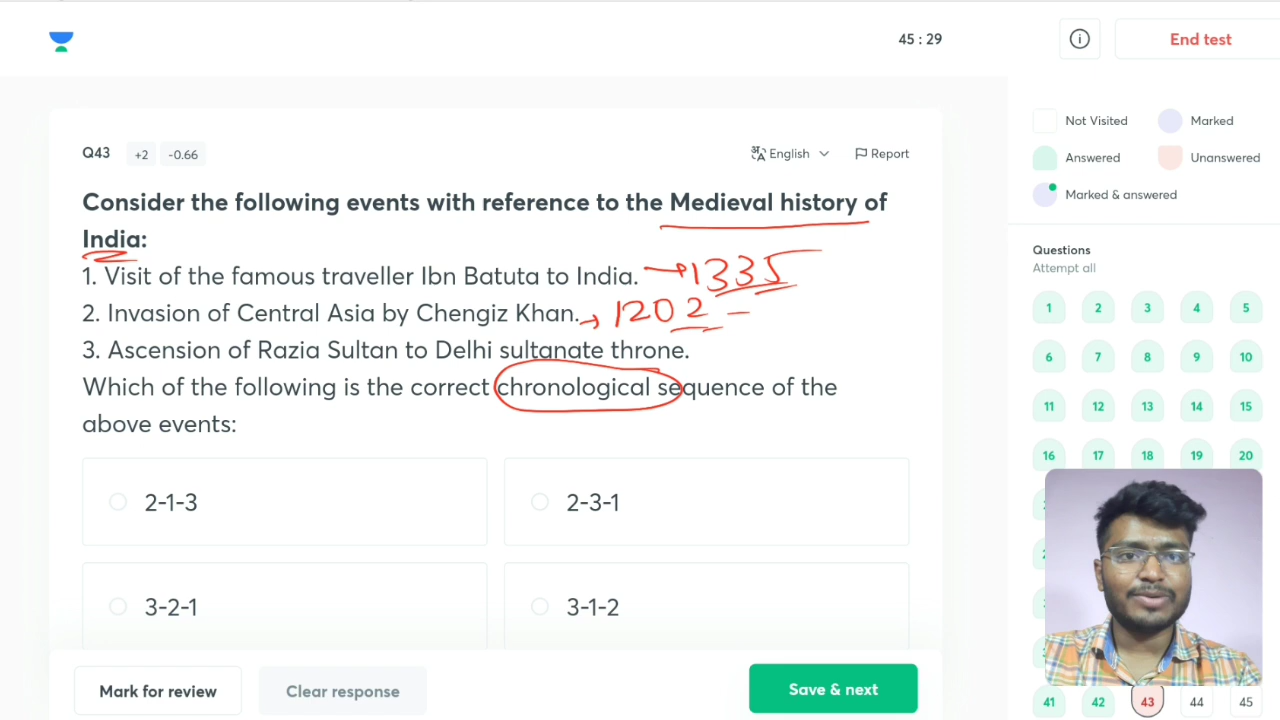 45 : 29
End test
Not Visited
Marked
Answered
Unanswered
Marked & answered
Q43 +2 -0.66
English
Report
Consider the following events with reference to the Medieval history of
India:
1. Visit of the famous traveller Ibn Batuta to India. → 1335
2. Invasion of Central Asia by Chengiz Khan. → 1202 –
3. Ascension of Razia Sultan to Delhi sultanate throne.
Which of the following is the correct chronological sequence of the
above events:
2-1-3
2-3-1
3-2-1
3-1-2
Mark for review
Clear response
Save & next
Questions
Attempt all
1 2 3 4 5
6 7 8 9 10
11 12 13 14 15
16 17 18 19 20
41 42 43 44 45